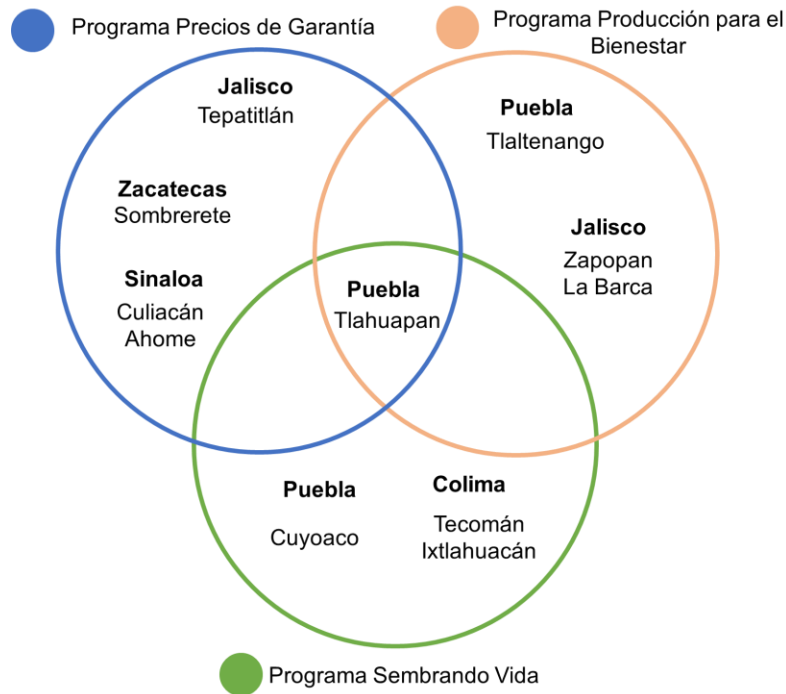 Programa Precios de Garantía
Programa Producción para el
Bienestar
Jalisco
Tepatitlán
Zacatecas
Sombrerete
Sinaloa
Culiacán
Ahome
Puebla
Tlaltenango
Jalisco
Zapopan
La Barca
Puebla
Tlahuapan
Puebla
Cuyoaco
Colima
Tecomán
Ixtlahuacán
Programa Sembrando Vida